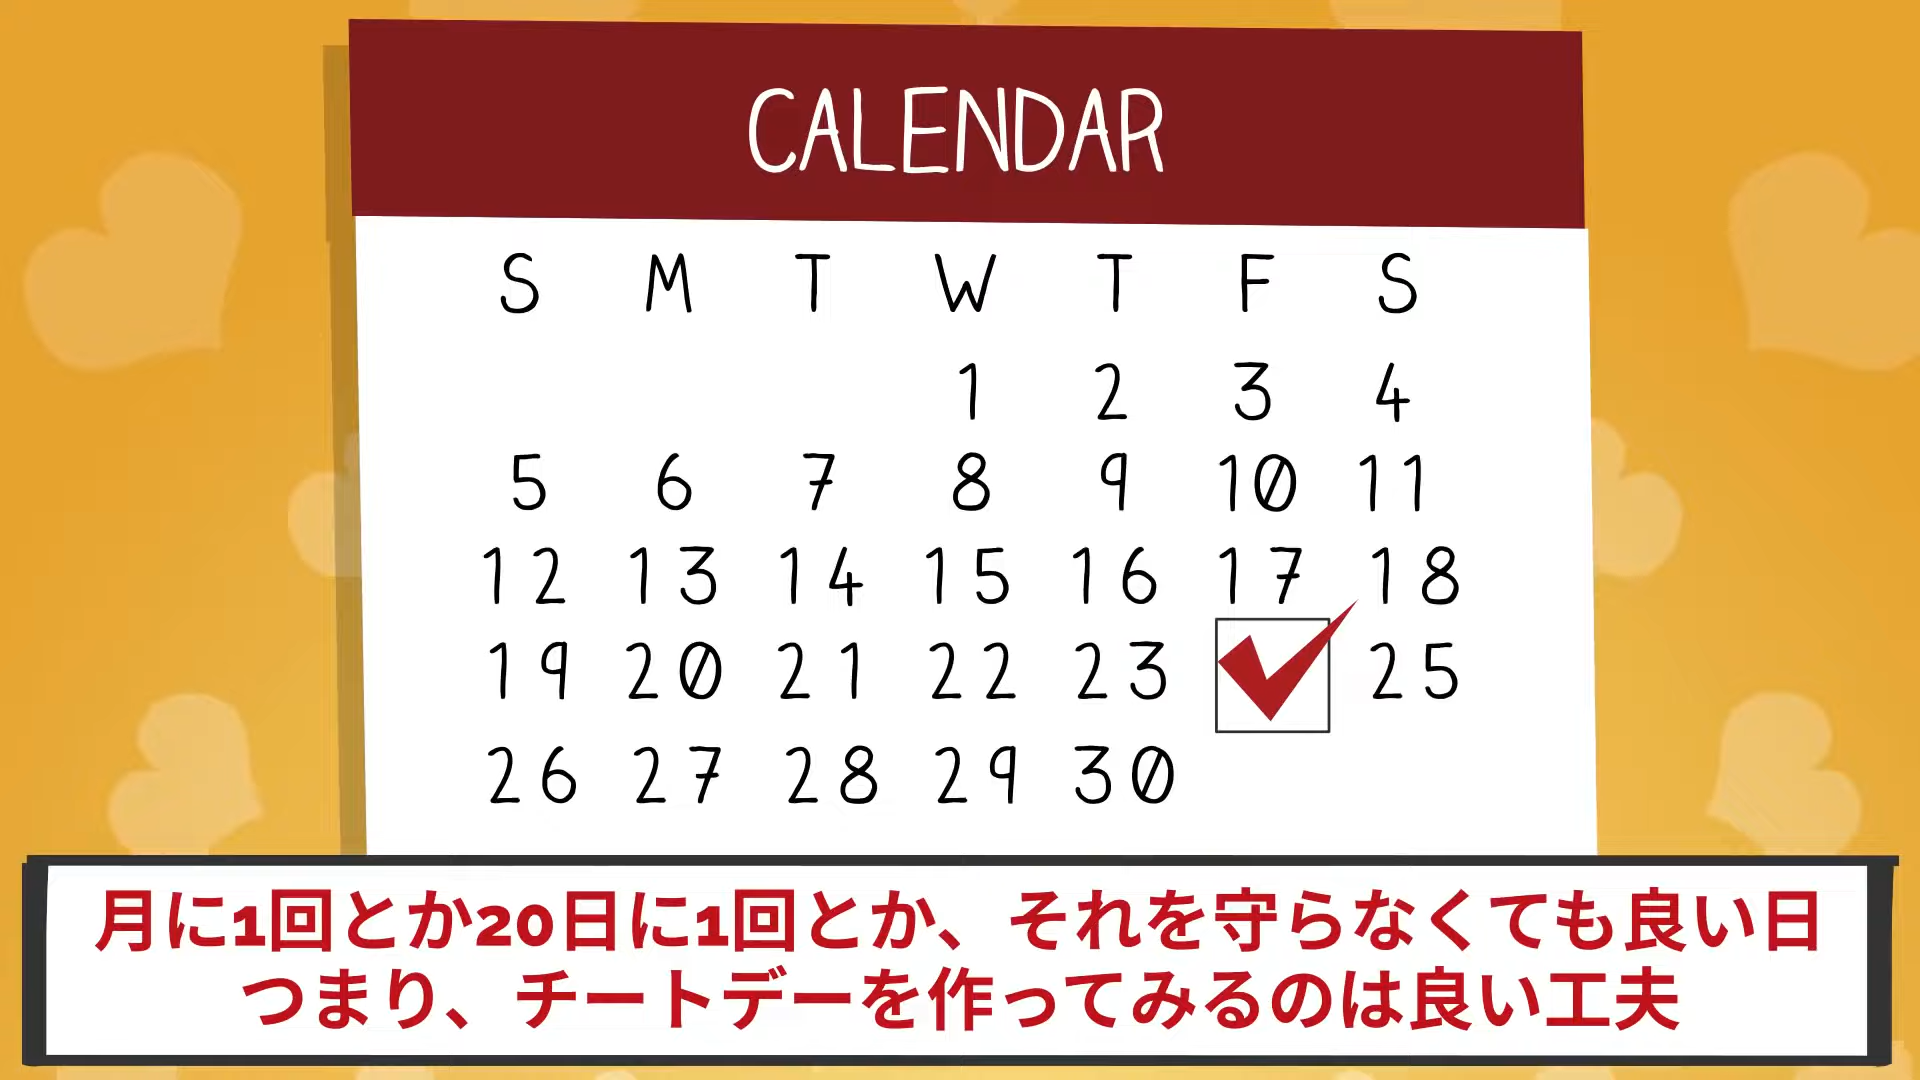 CALENDAR
S M T W T F S
1 2 3 4
5 6 7 8 9 10 11
12 13 14 15 16 17 18
19 20 21 22 23 25
26 27 28 29 30
月に1回とか20日に1回とか、それを守らなくても良い日
つまり、チートデーを作ってみるのは良い工夫